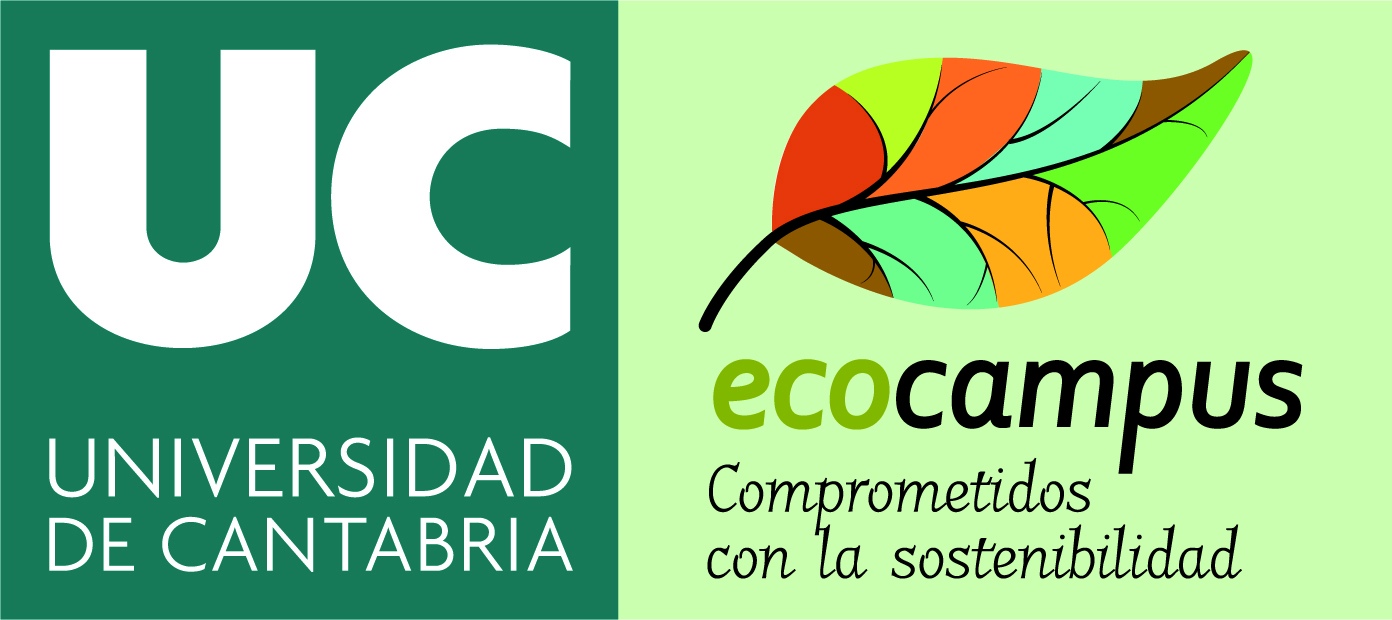 UC
UNIVERSIDAD
DE CANTABRIA
ecocampus
Comprometidos
con la sostenibilidad